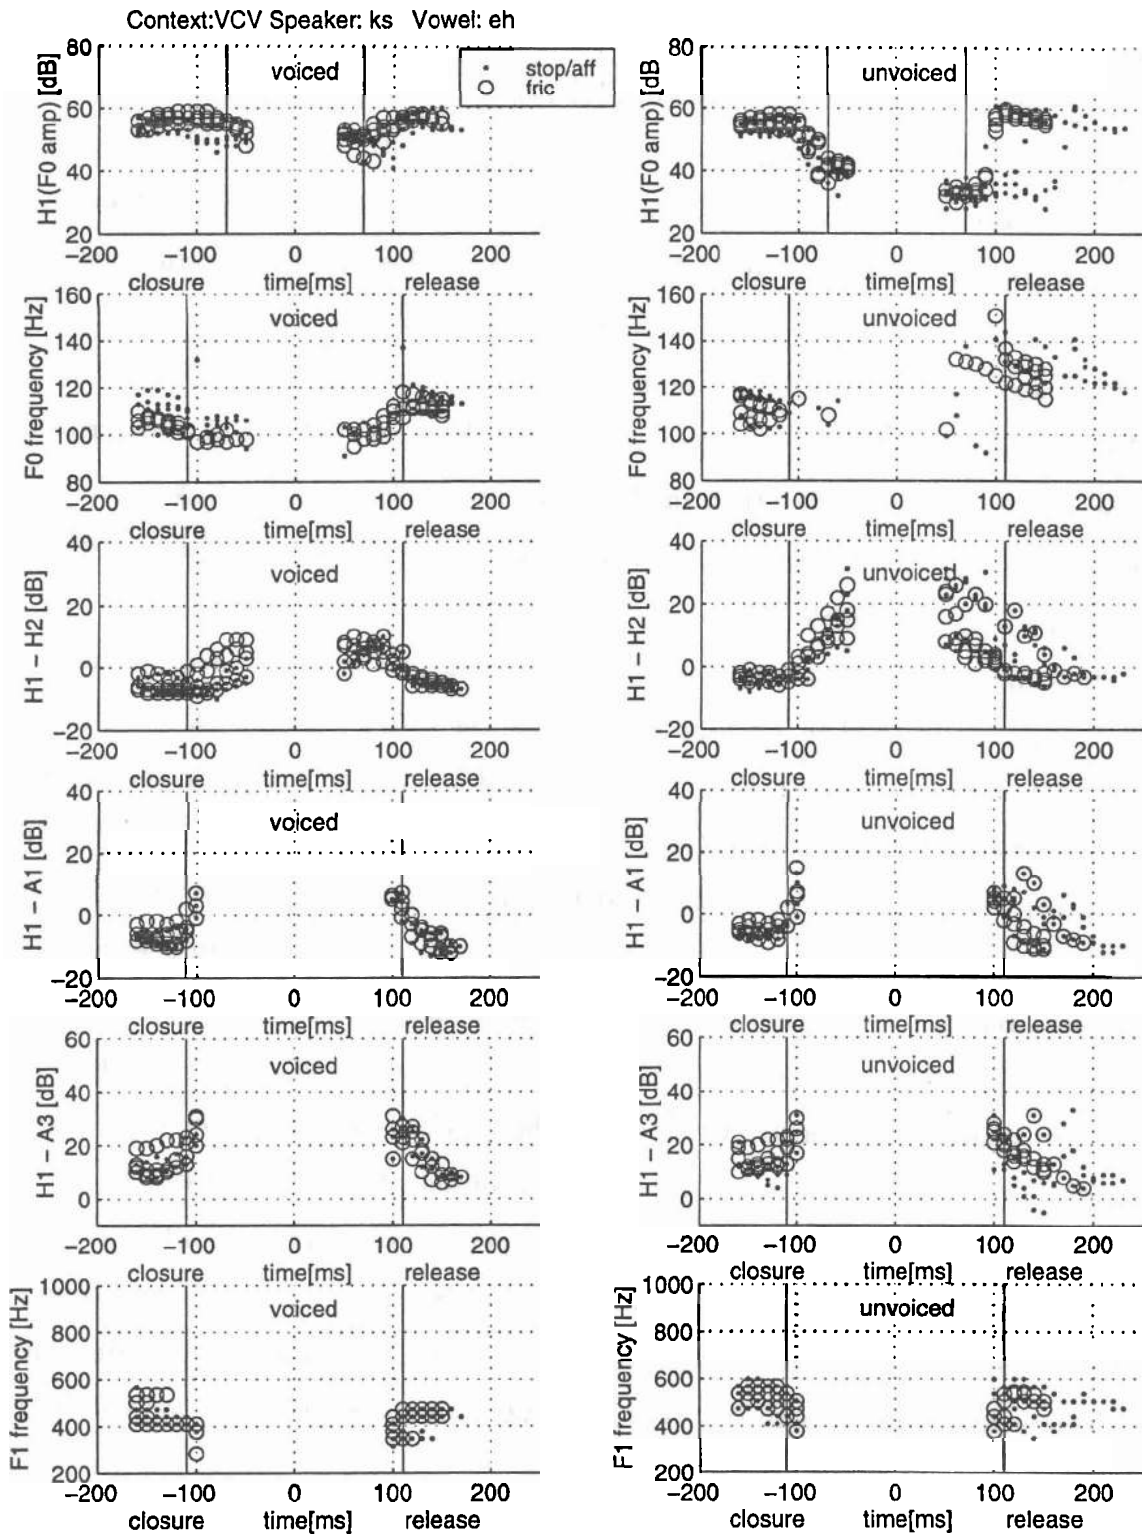 Context:VCV Speaker: ks Vowel: eh
H1(F0 amp) [dB]
80
60
40
20
voiced
stop/aff
fric
−200 −100 0 100 200
closure time[ms] release
H1(F0 amp) [dB
80
60
40
20
unvoiced
−200 −100 0 100 200
closure time[ms] release
F0 frequency [Hz]
160
140
120
100
80
voiced
−200 −100 0 100 200
closure time[ms] release
F0 frequency [Hz]
160
140
120
100
80
unvoiced
−200 −100 0 100 200
closure time[ms] release
H1 − H2 [dB]
40
20
0
−20
voiced
−200 −100 0 100 200
closure time[ms] release
H1 − H2 [dB]
40
20
0
−20
unvoiced
−200 −100 0 100 200
closure time[ms] release
H1 − A1 [dB]
40
20
0
−20
voiced
−200 −100 0 100 200
closure time[ms] release
H1 − A1 [dB]
40
20
0
−20
unvoiced
−200 −100 0 100 200
closure time[ms] release
H1 − A3 [dB]
60
40
20
0
voiced
−200 −100 0 100 200
closure time[ms] release
H1 − A3 [dB]
60
40
20
0
unvoiced
−200 −100 0 100 200
closure time[ms] release
F1 frequency [Hz]
1000
800
600
400
200
voiced
−200 −100 0 100 200
closure time[ms] release
F1 frequency [Hz]
1000
800
600
400
200
unvoiced
−200 −100 0 100 200
closure time[ms] release